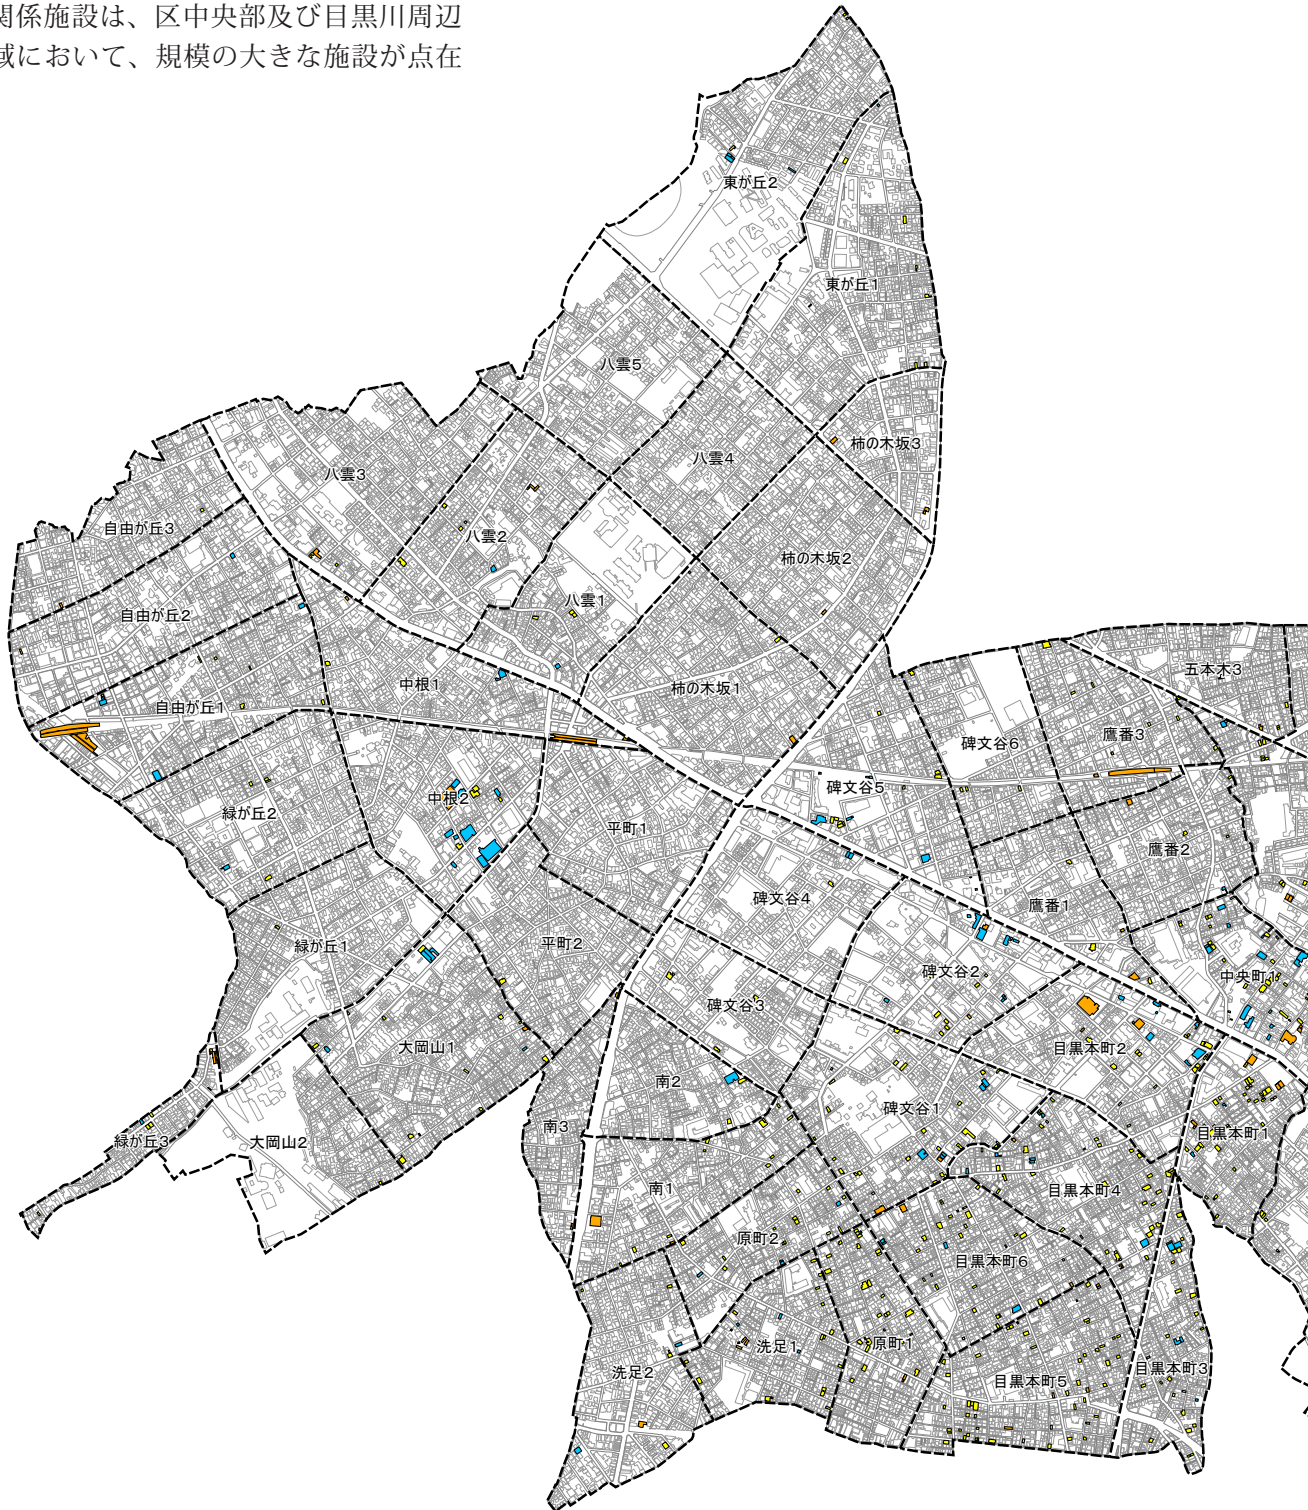 関係施設は、区中央部及び目黒川周辺
域において、規模の大きな施設が点在
東が丘2
東が丘1
八雲5
柿の木坂3
八雲4
八雲3
自由が丘3
八雲2
柿の木坂2
八雲1
自由が丘2
五本木3
中根1
柿の木坂1
自由が丘1
鷹番3
碑文谷6
碑文谷5
中根2
緑が丘2
平町1
鷹番2
碑文谷4
鷹番1
緑が丘1
平町2
碑文谷2
中央町1
碑文谷3
大岡山1
目黒本町2
南2
碑文谷1
南3
目黒本町1
緑が丘3
大岡山2
南1
目黒本町4
原町2
目黒本町6
洗足1
原町1
洗足2
目黒本町5
目黒本町3